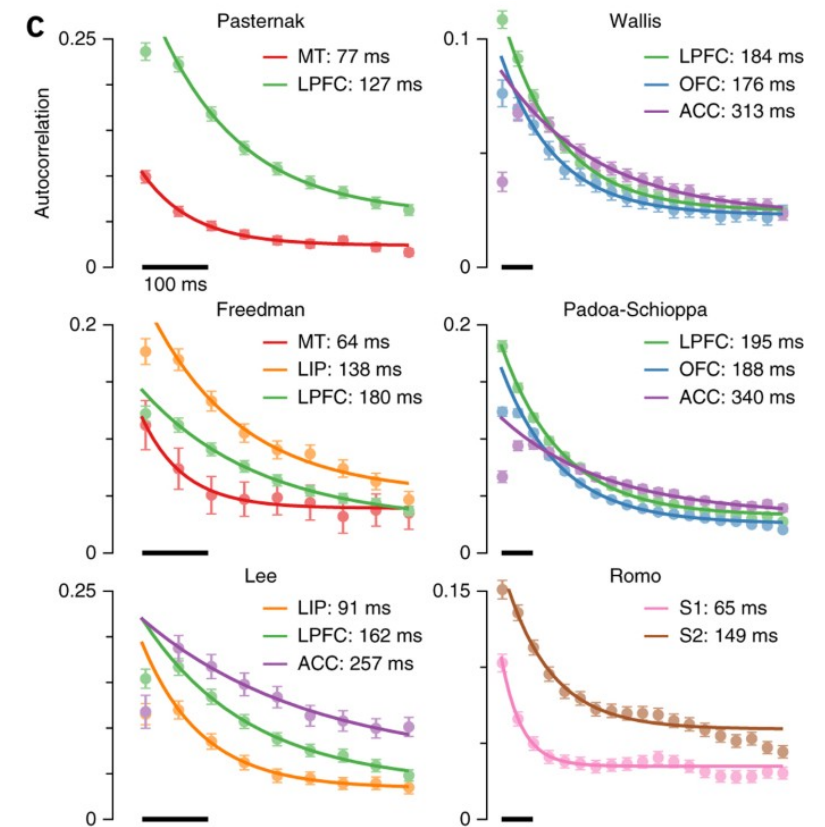 C
Pasternak
0.25
0
Autocorrelation
MT: 77 ms
LPFC: 127 ms
100 ms
Wallis
0.1
0
LPFC: 184 ms
OFC: 176 ms
ACC: 313 ms
Freedman
0.2
0
MT: 64 ms
LIP: 138 ms
LPFC: 180 ms
Padoa-Schioppa
0.2
0
LPFC: 195 ms
OFC: 188 ms
ACC: 340 ms
Lee
0.25
0
LIP: 91 ms
LPFC: 162 ms
ACC: 257 ms
Romo
0.15
0
S1: 65 ms
S2: 149 ms